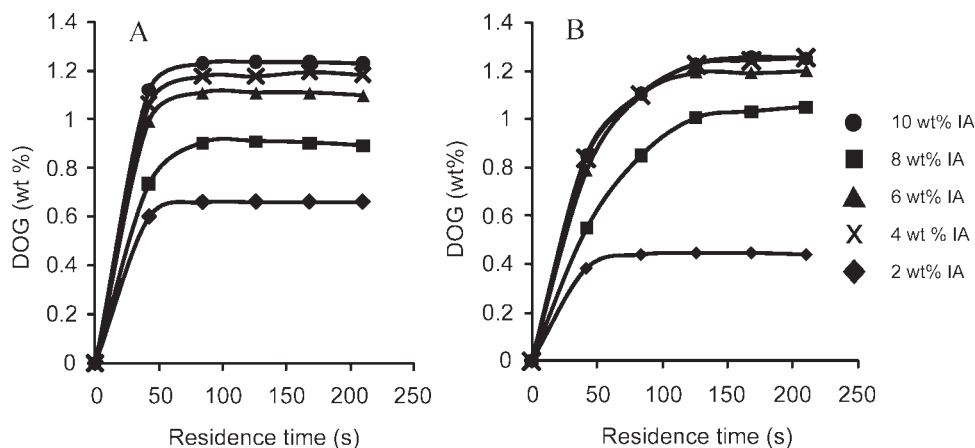 A
DOG (wt %)
1.4
1.2
1
0.8
0.6
0.4
0.2
0
0 50 100 150 200 250
Residence time (s)
B
DOG (wt%)
1.4
1.2
1
0.8
0.6
0.4
0.2
0
0 50 100 150 200 250
Residence time (s)
10 wt% IA
8 wt% IA
6 wt% IA
4 wt % IA
2 wt% IA